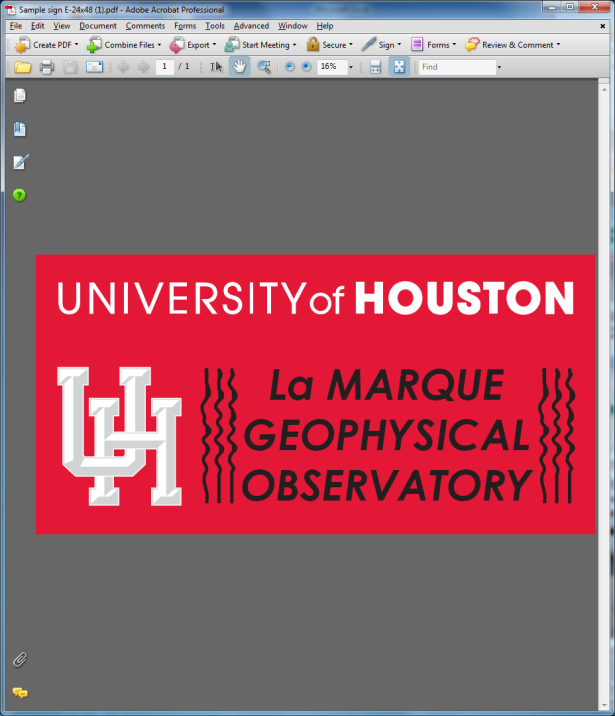 Sample sign E-24x48 (1).pdf - Adobe Acrobat Professional
File Edit View Document Comments Forms Tools Advanced Window Help
Create PDF Combine Files Export Start Meeting Secure Sign Forms Review & Comment
1 / 1 16% Find
UNIVERSITY of HOUSTON
UH
La MARQUE
GEOPHYSICAL
OBSERVATORY